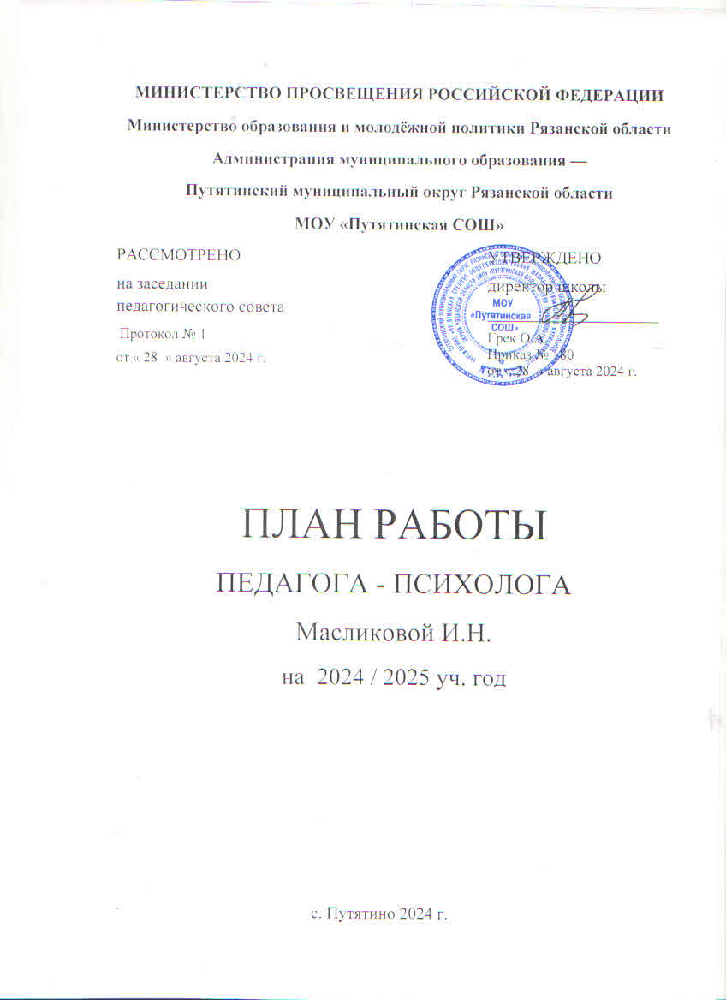 МИНИСТЕРСТВО ПРОСВЕЩЕНИЯ РОССИЙСКОЙ ФЕДЕРАЦИИ
Министерство образования и молодёжной политики Рязанской области
Администрация муниципального образования —
Путятинский муниципальный округ Рязанской области
МОУ «Путятинская СОШ»
РАССМОТРЕНО
на заседании
педагогического совета
Протокол № 1
от « 28 » августа 2024 г.
УТВЕРЖДЕНО
директор школы
Грек О.А.
Приказ № 180
от « 28 » августа 2024 г.
МОУ
«Путятинская
СОШ»
ПЛАН РАБОТЫ
ПЕДАГОГА - ПСИХОЛОГА
Масликовой И.Н.
на 2024 / 2025 уч. год
с. Путятино 2024 г.